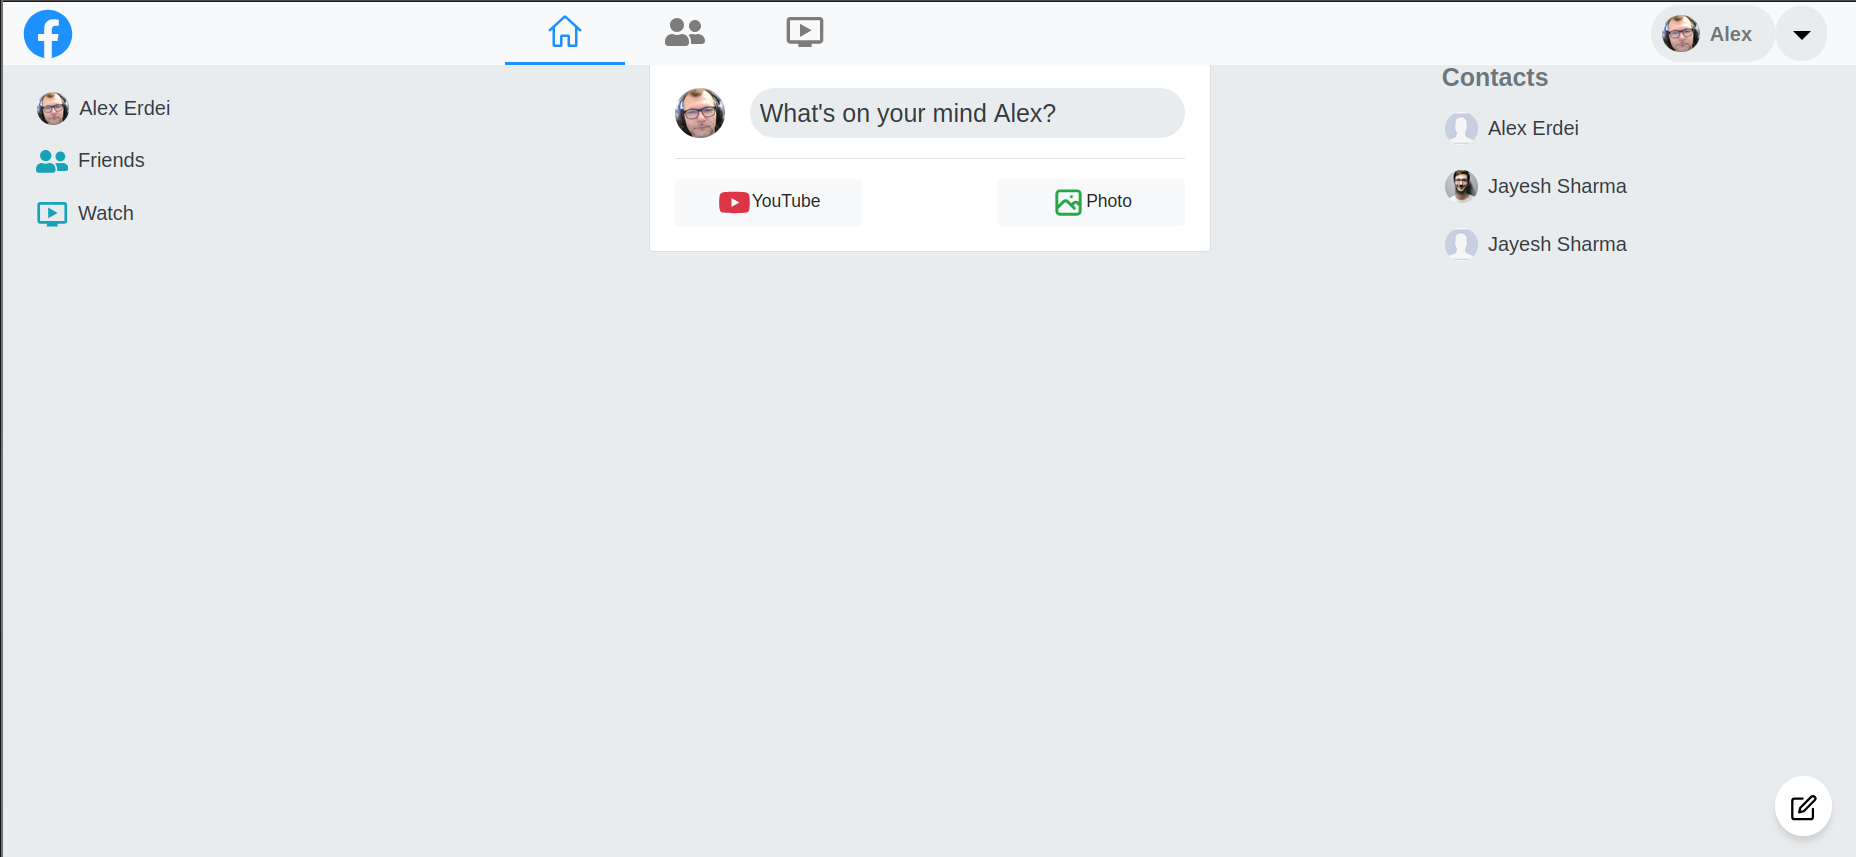 Alex
Alex Erdei
Friends
Watch
What's on your mind Alex?
YouTube
Photo
Contacts
Alex Erdei
Jayesh Sharma
Jayesh Sharma